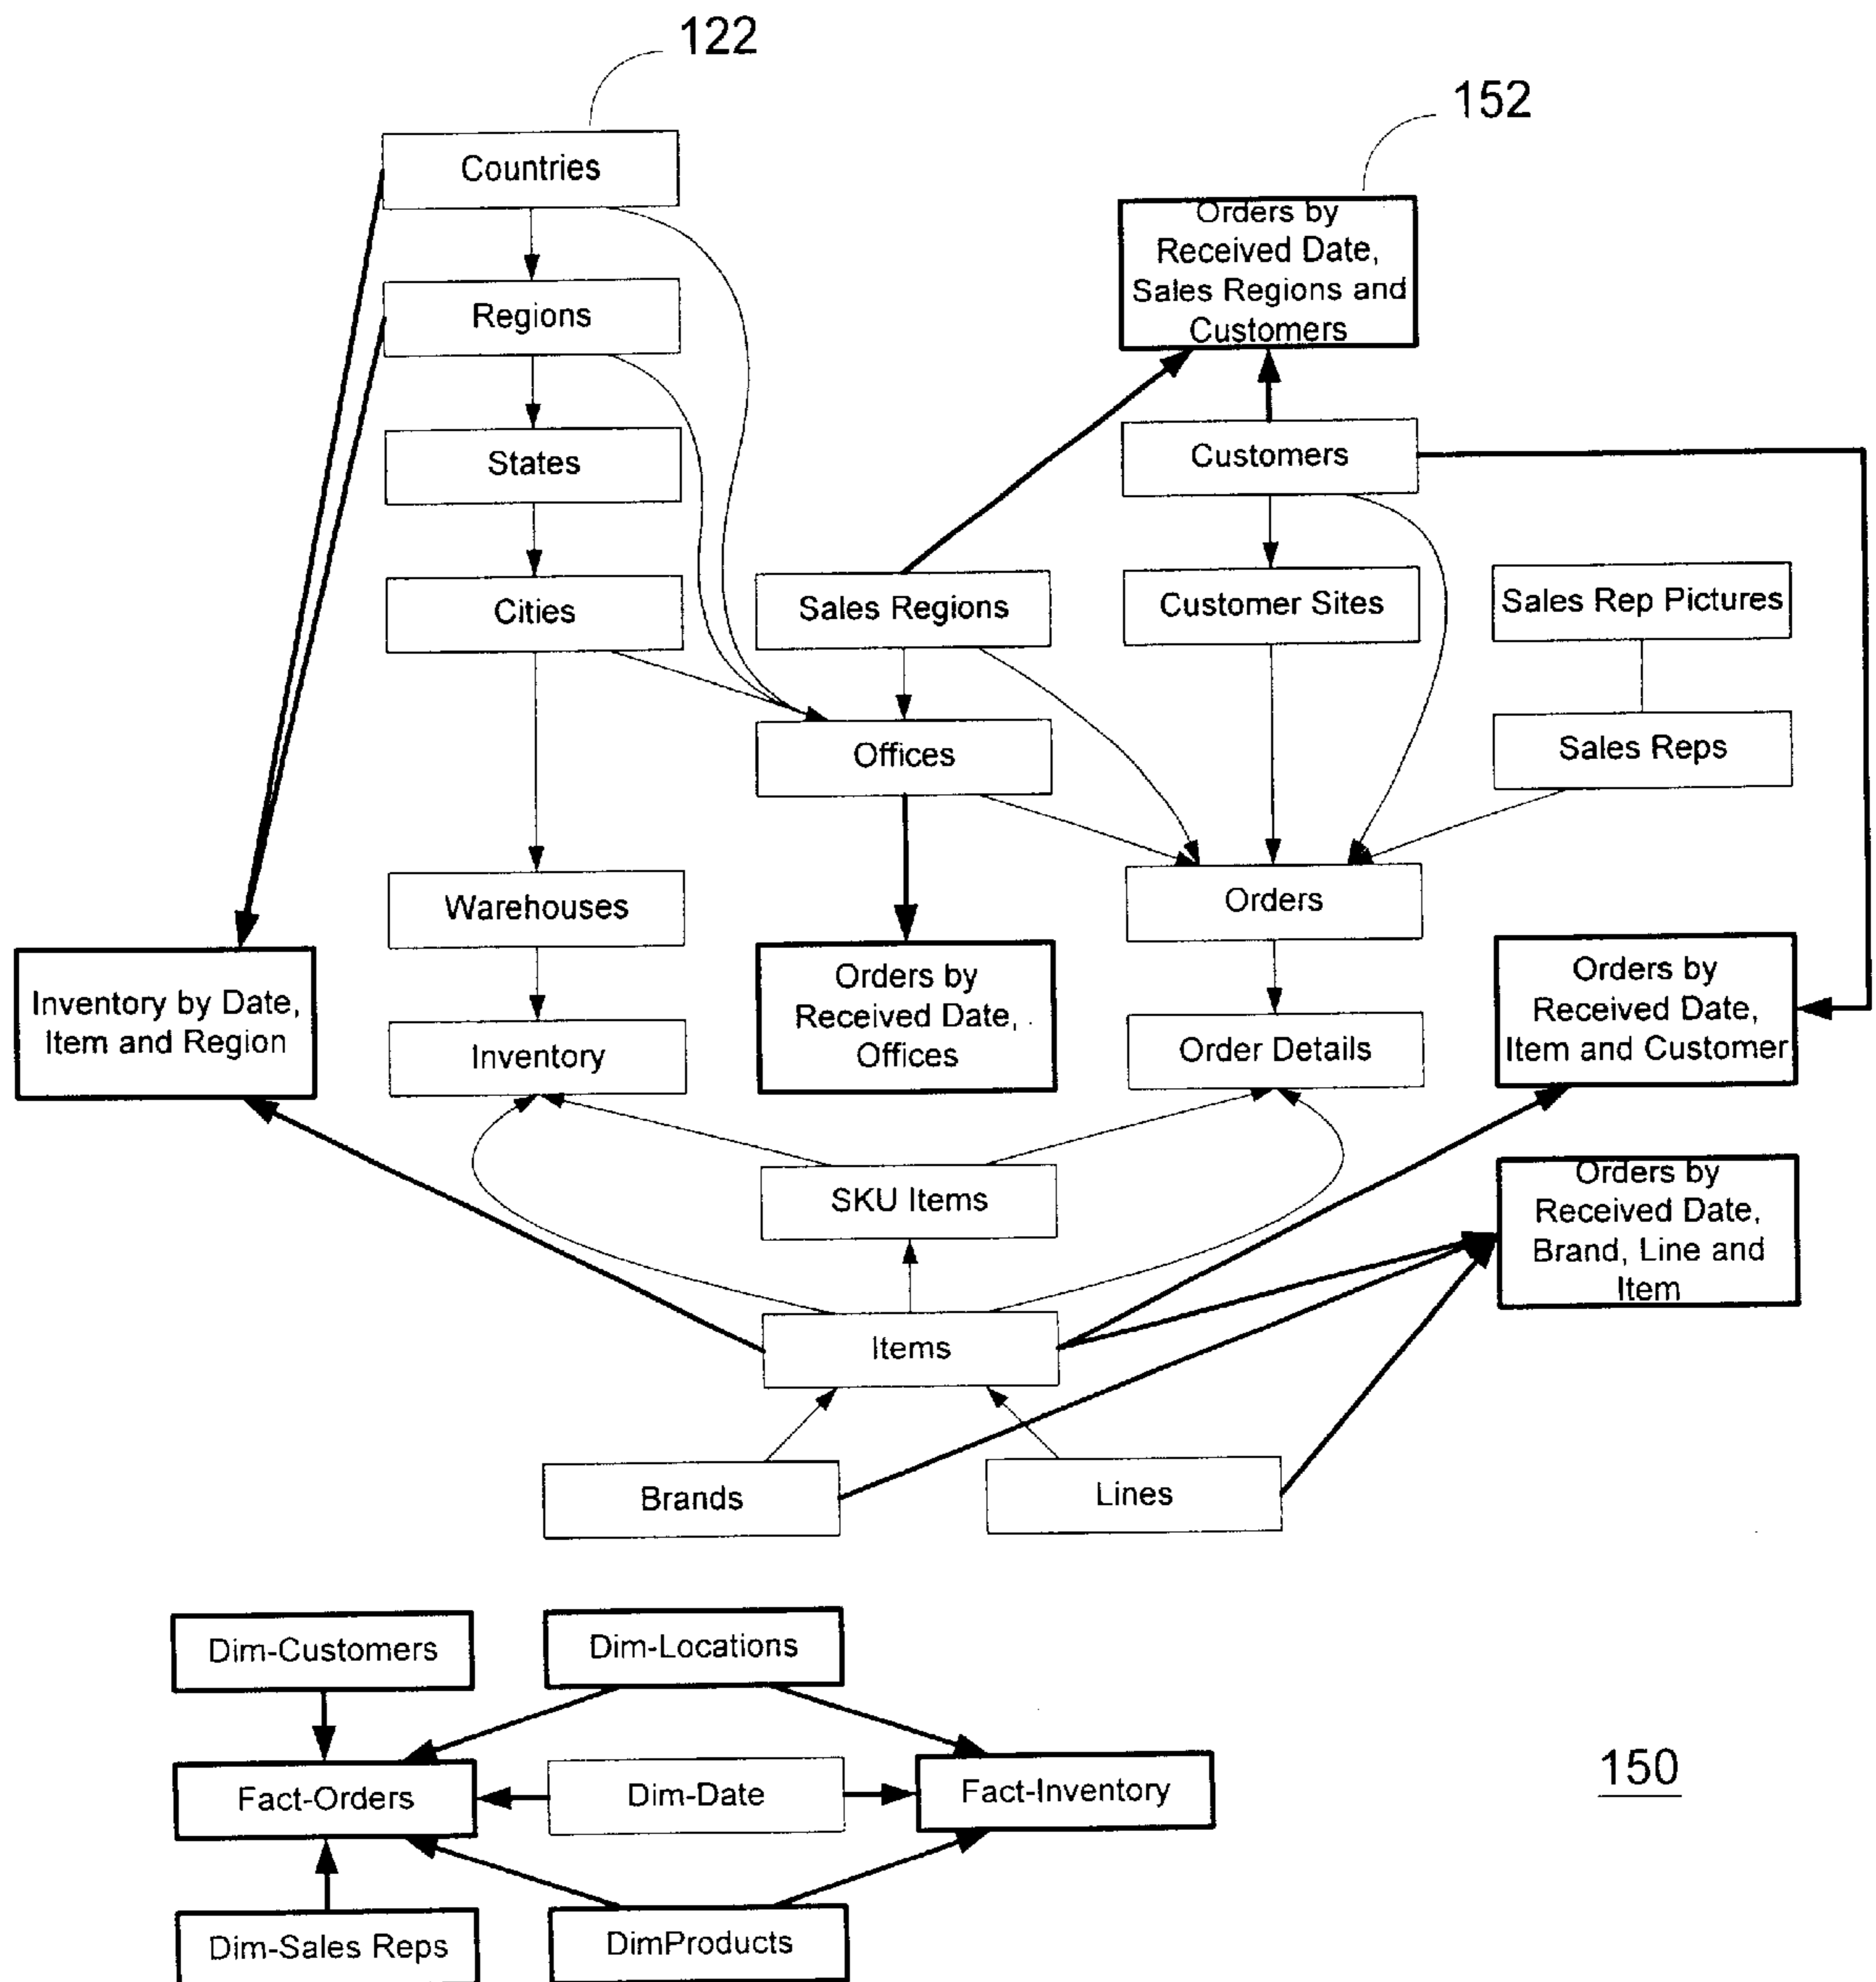 122
152
Countries
Orders by
Received Date,
Sales Regions and
Customers
Regions
Customers
States
Cities
Sales Regions
Customer Sites
Sales Rep Pictures
Offices
Sales Reps
Warehouses
Orders
Inventory by Date,
Item and Region
Orders by
Received Date,
Offices
Orders by
Received Date,
Item and Customer
Inventory
Order Details
SKU Items
Orders by
Received Date,
Brand, Line and
Item
Items
Brands
Lines
Dim-Customers
Dim-Locations
Fact-Orders
Dim-Date
Fact-Inventory
150
Dim-Sales Reps
DimProducts